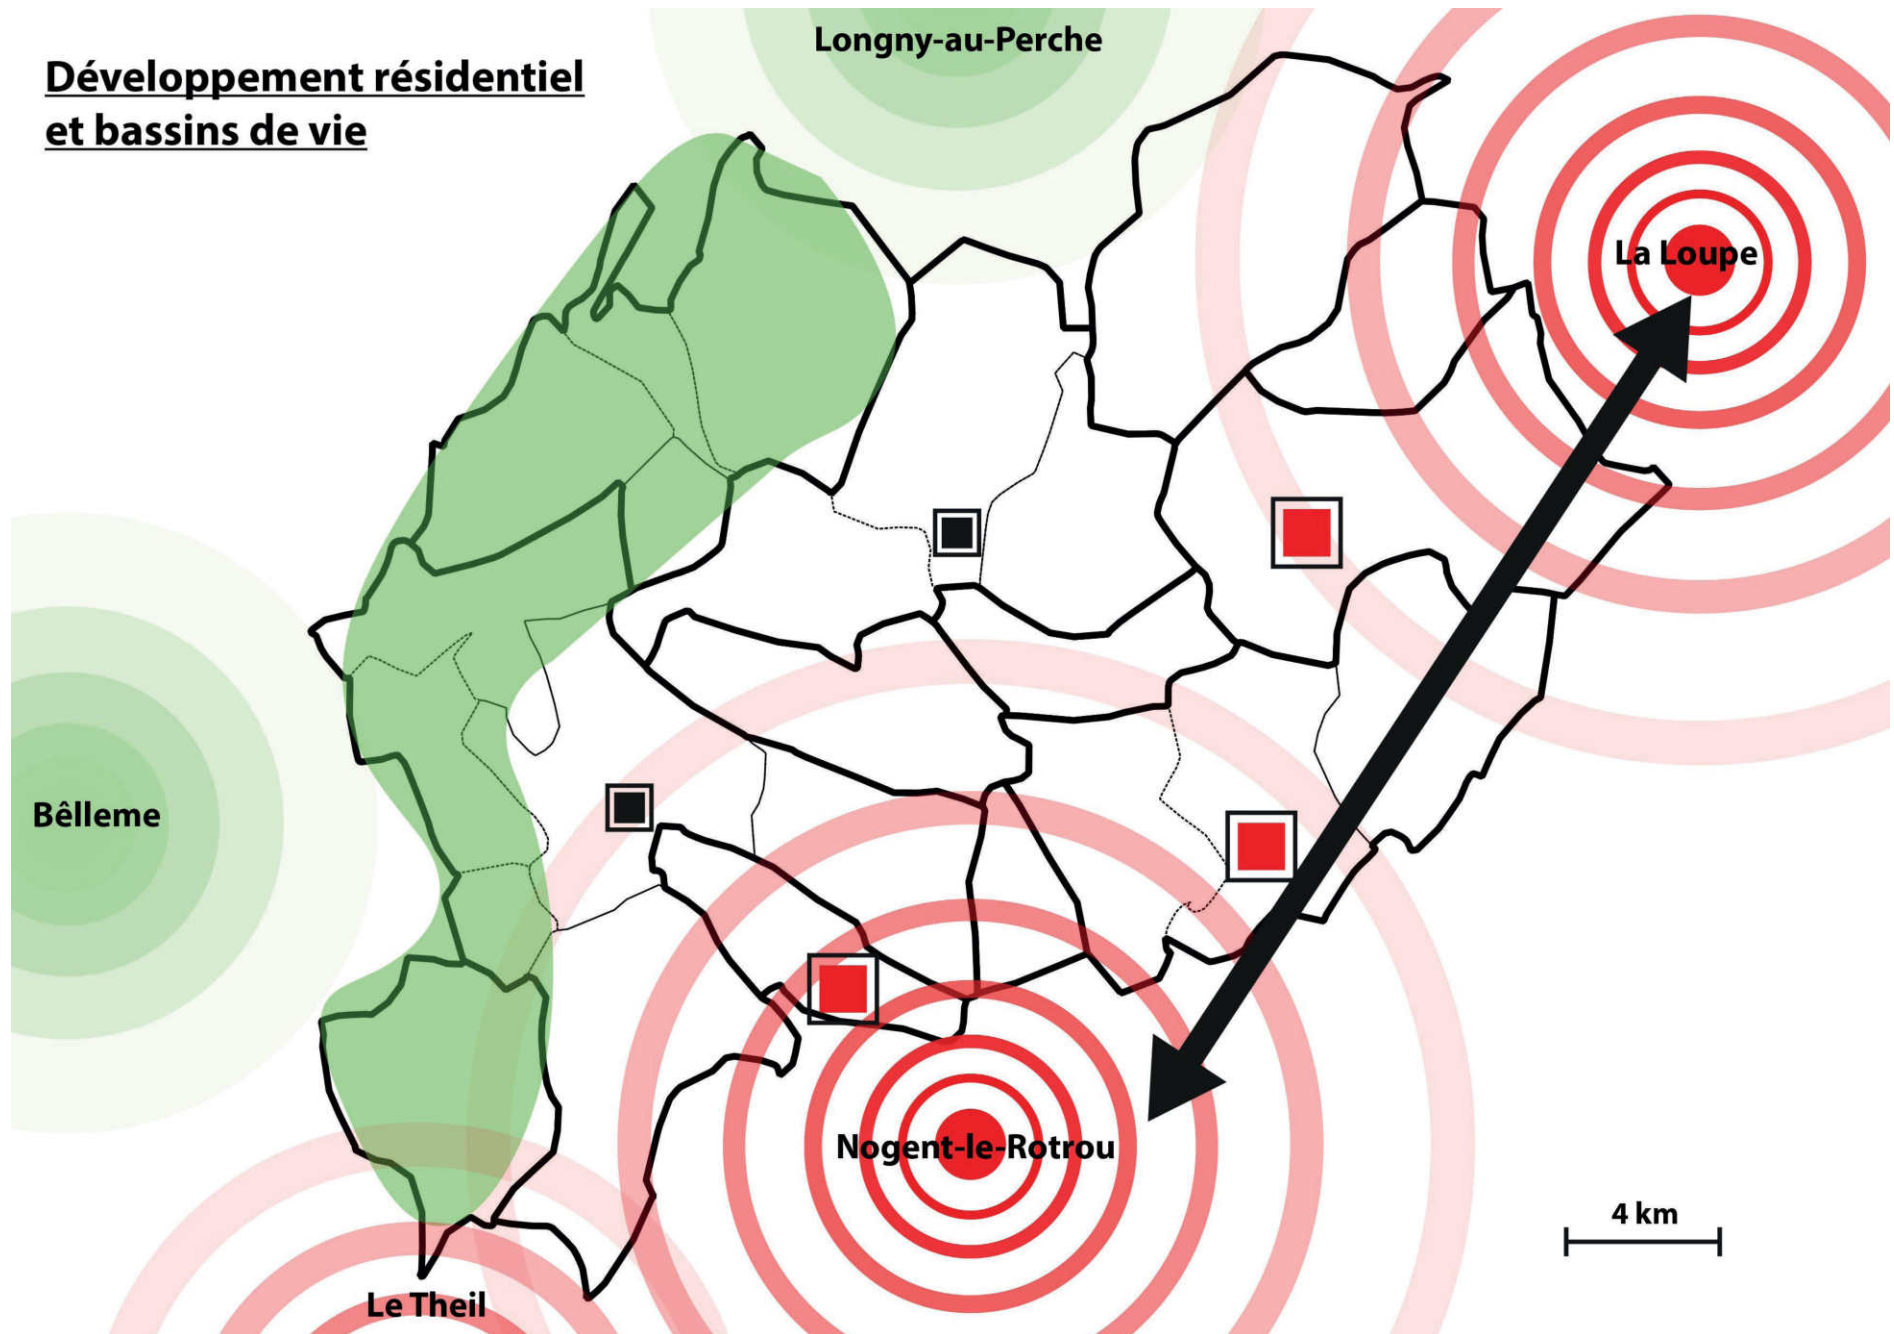 Développement résidentiel
et bassins de vie
Longny-au-Perche
La Loupe
Bêlleme
Nogent-le-Rotrou
4 km
Le Theil